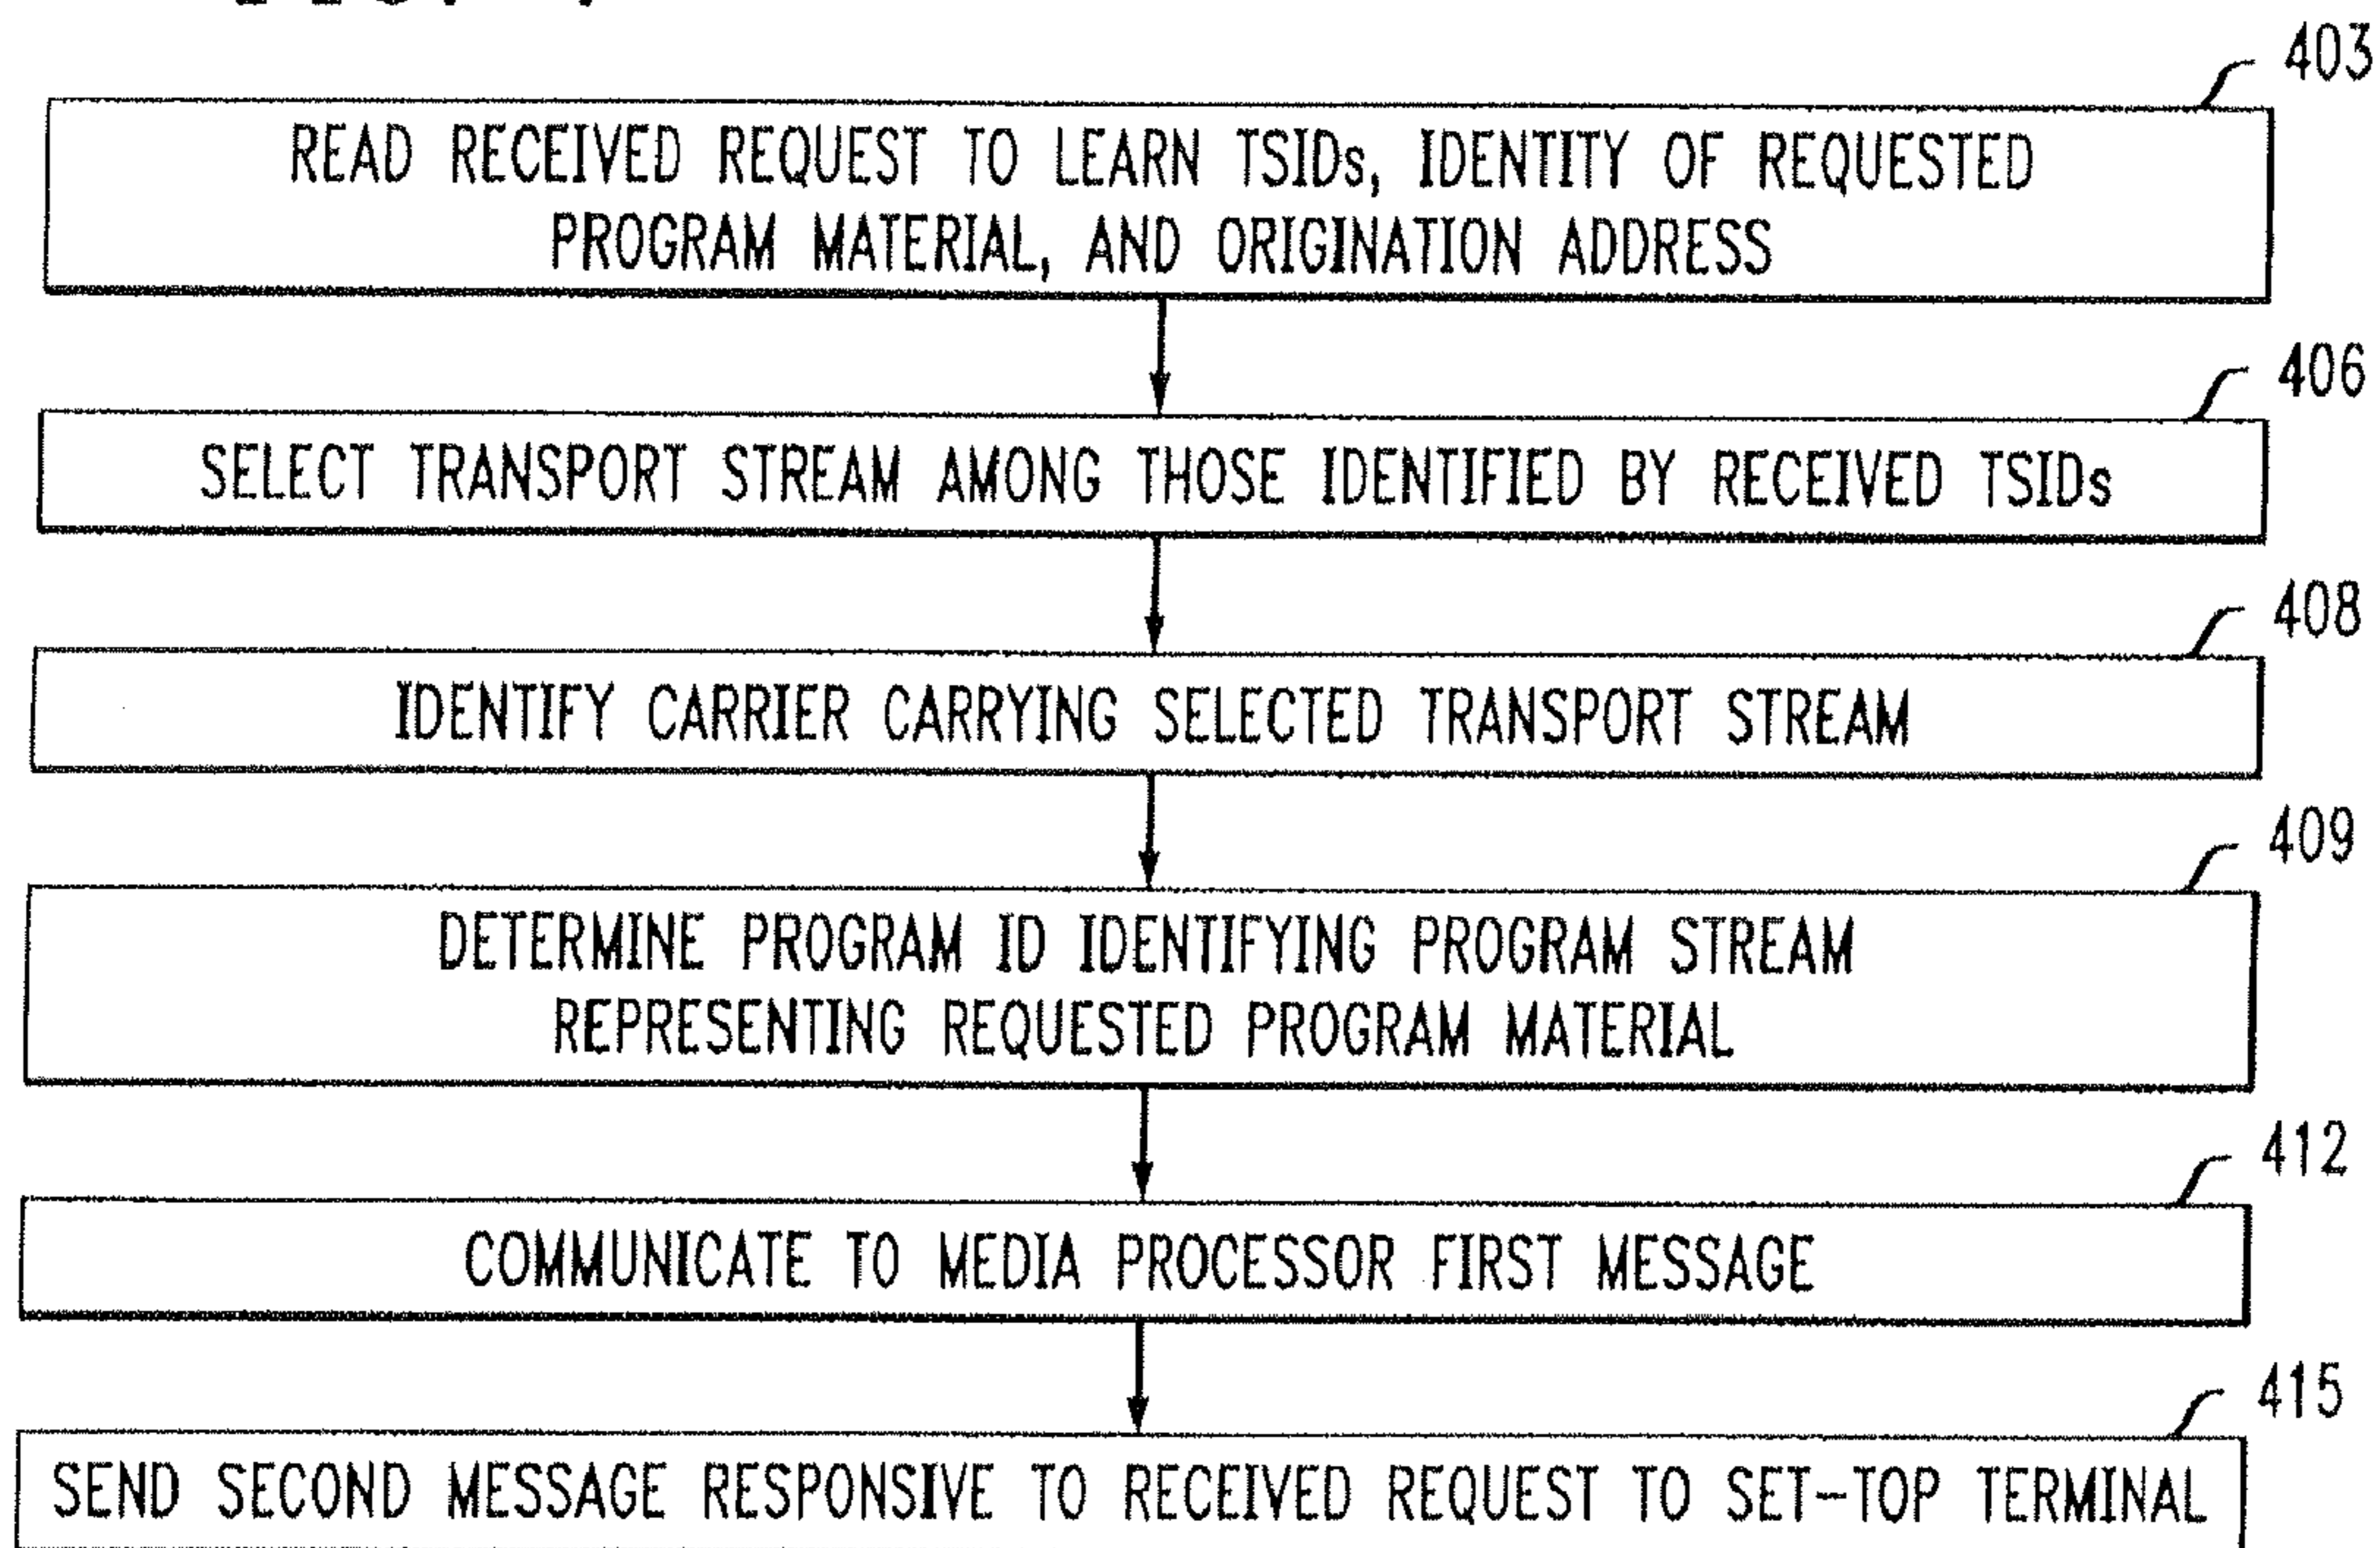 403
READ RECEIVED REQUEST TO LEARN TSIDs, IDENTITY OF REQUESTED
PROGRAM MATERIAL, AND ORIGINATION ADDRESS
406
SELECT TRANSPORT STREAM AMONG THOSE IDENTIFIED BY RECEIVED TSIDs
408
IDENTIFY CARRIER CARRYING SELECTED TRANSPORT STREAM
409
DETERMINE PROGRAM ID IDENTIFYING PROGRAM STREAM
REPRESENTING REQUESTED PROGRAM MATERIAL
412
COMMUNICATE TO MEDIA PROCESSOR FIRST MESSAGE
415
SEND SECOND MESSAGE RESPONSIVE TO RECEIVED REQUEST TO SET-TOP TERMINAL